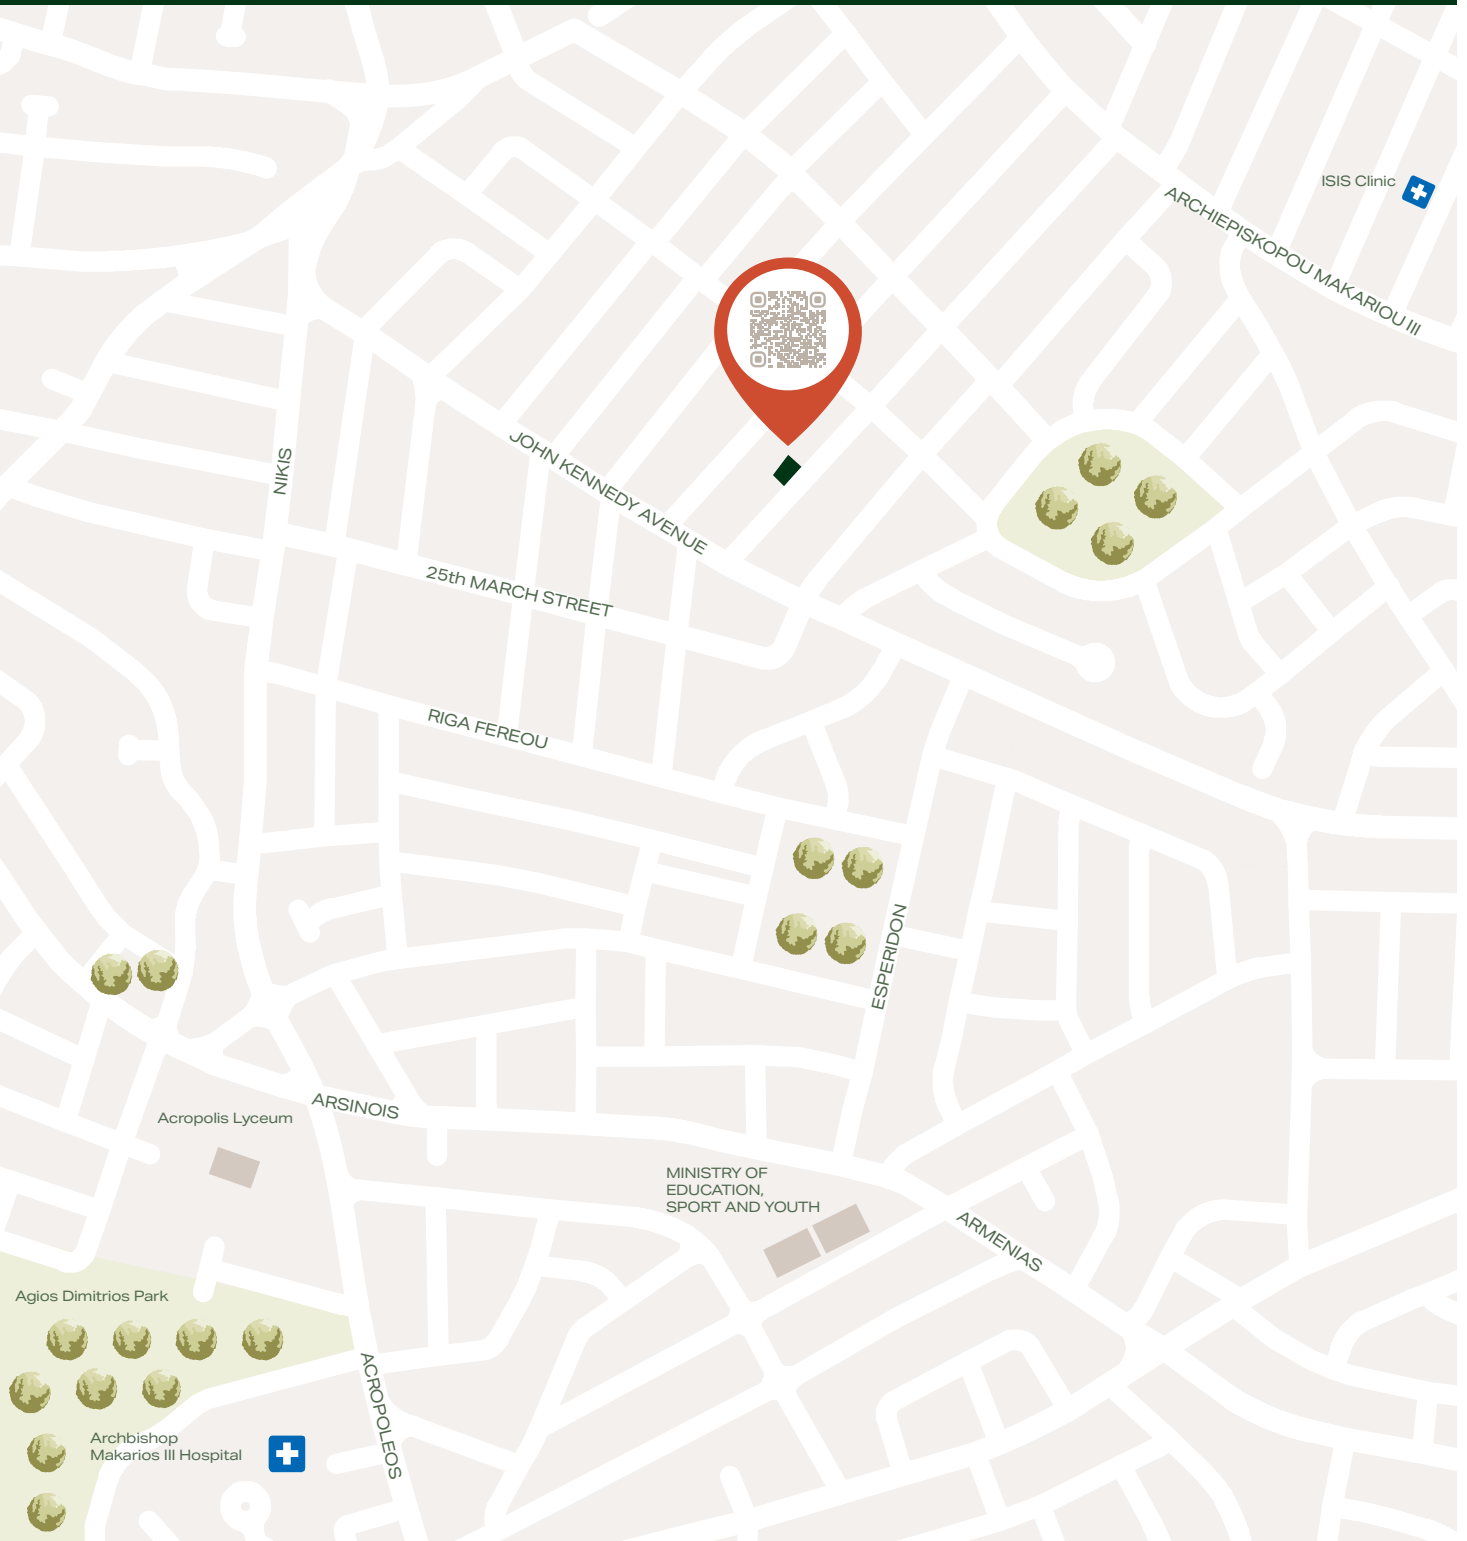 ISIS Clinic
ARCHIEPISKOPOU MAKARIOU III
NIKIS
JOHN KENNEDY AVENUE
25th MARCH STREET
RIGA FEREOU
ESPERIDON
ARSINOIS
Acropolis Lyceum
MINISTRY OF
EDUCATION,
SPORT AND YOUTH
ARMENIAS
Agios Dimitrios Park
ACROPOLEOS
Archbishop
Makarios III Hospital